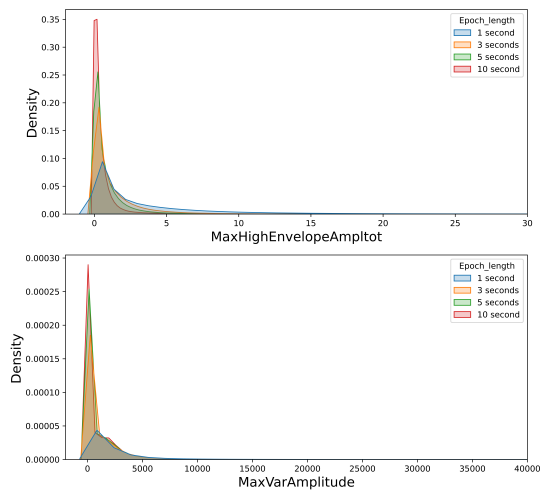 0.35
0.30
0.25
0.20
0.15
0.10
0.05
0.00
Density
Epoch_length
1 second
3 seconds
5 seconds
10 second
0 5 10 15 20 25 30
MaxHighEnvelopeAmpltot
0.00030
0.00025
0.00020
0.00015
0.00010
0.00005
0.00000
Density
Epoch_length
1 second
3 seconds
5 seconds
10 second
0 5000 10000 15000 20000 25000 30000 35000 40000
MaxVarAmplitude